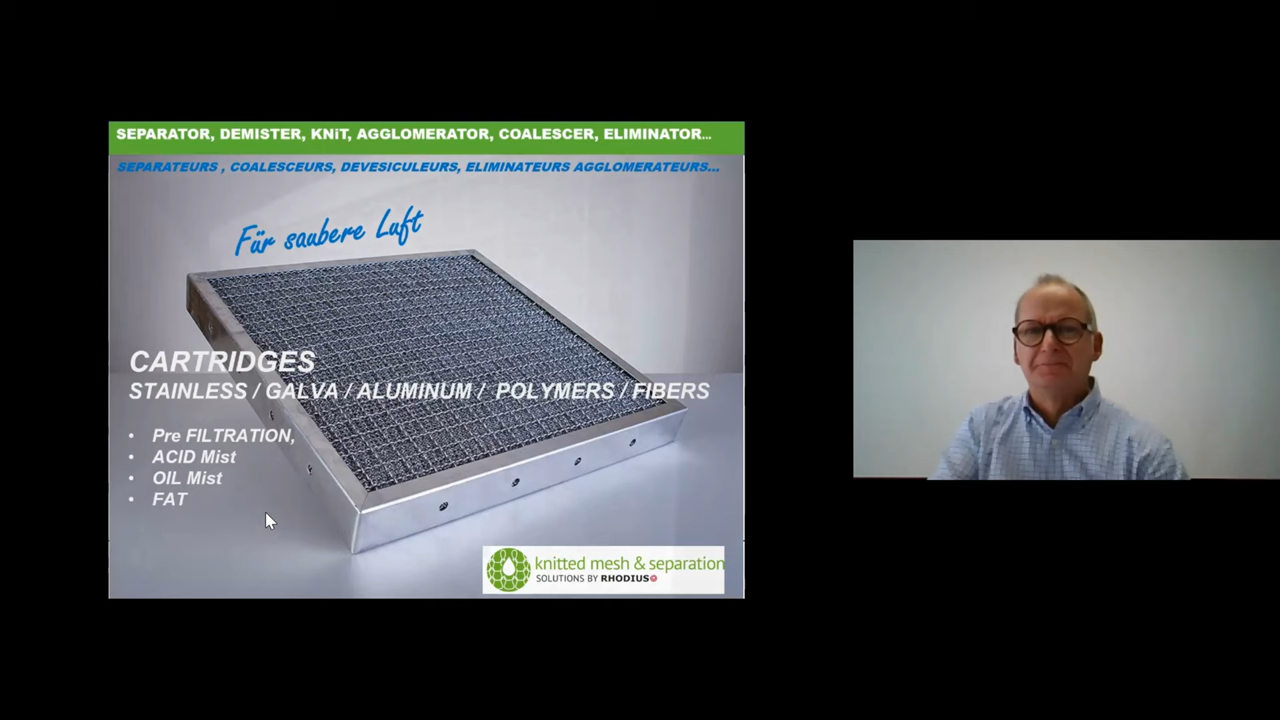 SEPARATOR, DEMISTER, KNiT, AGGLOMERATOR, COALESCER, ELIMINATOR...
SEPARATEURS , COALESCEURS, DEVESICULEURS, ELIMINATEURS AGGLOMERATEURS...
Für saubere Luft
CARTRIDGES
STAINLESS / GALVA / ALUMINUM / POLYMERS / FIBERS
• Pre FILTRATION,
• ACID Mist
• OIL Mist
• FAT
knitted mesh & separation
SOLUTIONS BY RHODIUS